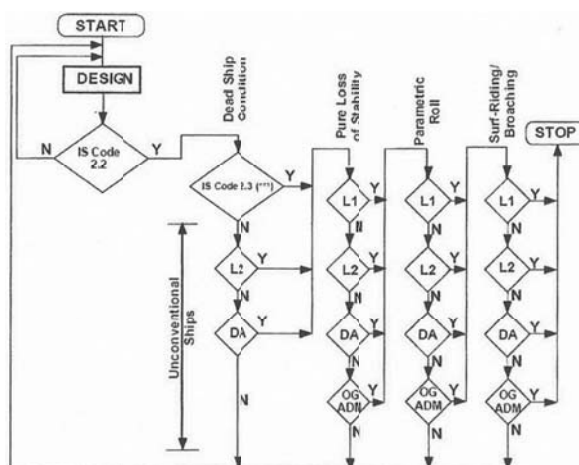 START
DESIGN
N
IS Code
2.2
Y
Dead Ship
Condition
IS Code 2.3 (***)
Y
N
L2
Y
N
DA
Y
N
Unconventional
Ships
Pure Loss
of Stability
L1
Y
N
L2
Y
N
DA
Y
N
OG
ADM
Y
N
Parametric
Roll
L1
Y
N
L2
Y
N
DA
Y
N
OG
ADM
Y
N
Surf-Riding/
Broaching
L1
Y
N
L2
Y
N
DA
Y
N
OG
ADM
Y
N
STOP